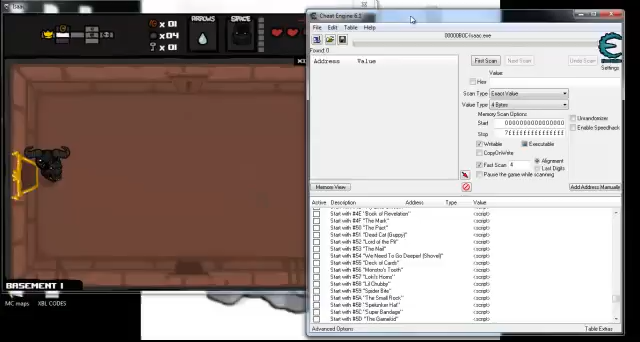 Isaac
ARROWS
SPACE
x 01
x 04
x 01
BASEMENT 1
MC maps
XBL CODES
Cheat Engine 6.1
File Edit Table Help
00000B0C-Isaac.exe
Found: 0
Address Value
First Scan
Next Scan
Undo Scan
Settings
Value:
Hex
Scan Type Exact Value
Value Type 4 Bytes
Memory Scan Options
Start
Stop
Writable
Executable
CopyOnWrite
Fast Scan 4
Alignment
Last Digits
Pause the game while scanning
Unrandomizer
Enable Speedhack
Memory View
Add Address Manually
Active Description Address Type Value
Start with #4E "Book of Revelation" <script>
Start with #4F "The Mark" <script>
Start with #50 "The Pact" <script>
Start with #51 "Dead Cat (Guppy)" <script>
Start with #52 "Lord of the Pit" <script>
Start with #53 "The Nail" <script>
Start with #54 "We Need To Go Deeper! (Shovel)" <script>
Start with #55 "Deck of Cards" <script>
Start with #56 "Monstro's Tooth" <script>
Start with #57 "Loki's Horns" <script>
Start with #58 "Lil Chubby" <script>
Start with #59 "Spider Bite" <script>
Start with #5A "The Small Rock" <script>
Start with #5B "Spelunker Hat" <script>
Start with #5C "Super Bandage" <script>
Start with #5D "The Gamekid" <script>
Advanced Options
Table Extras